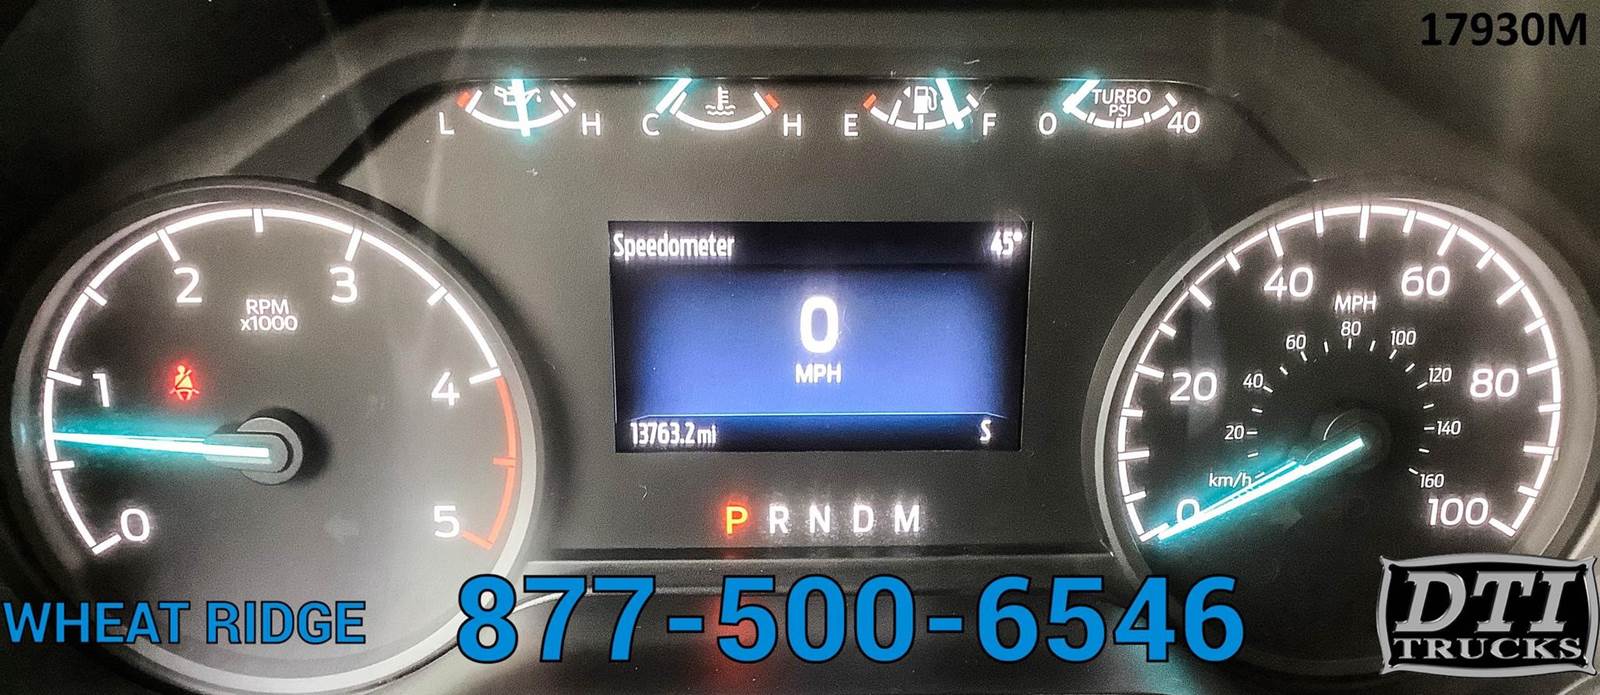 17930M
L H C H E F 0 TURBO PSI 40
Speedometer 45°
0
MPH
13763.2 mi S
P R N D M
0 1 2 3 4 5
RPM
x1000
0 20 40 60 80 100
MPH
20 40 60 80 100 120 140 160
km/h
WHEAT RIDGE 877-500-6546
DTI
TRUCKS